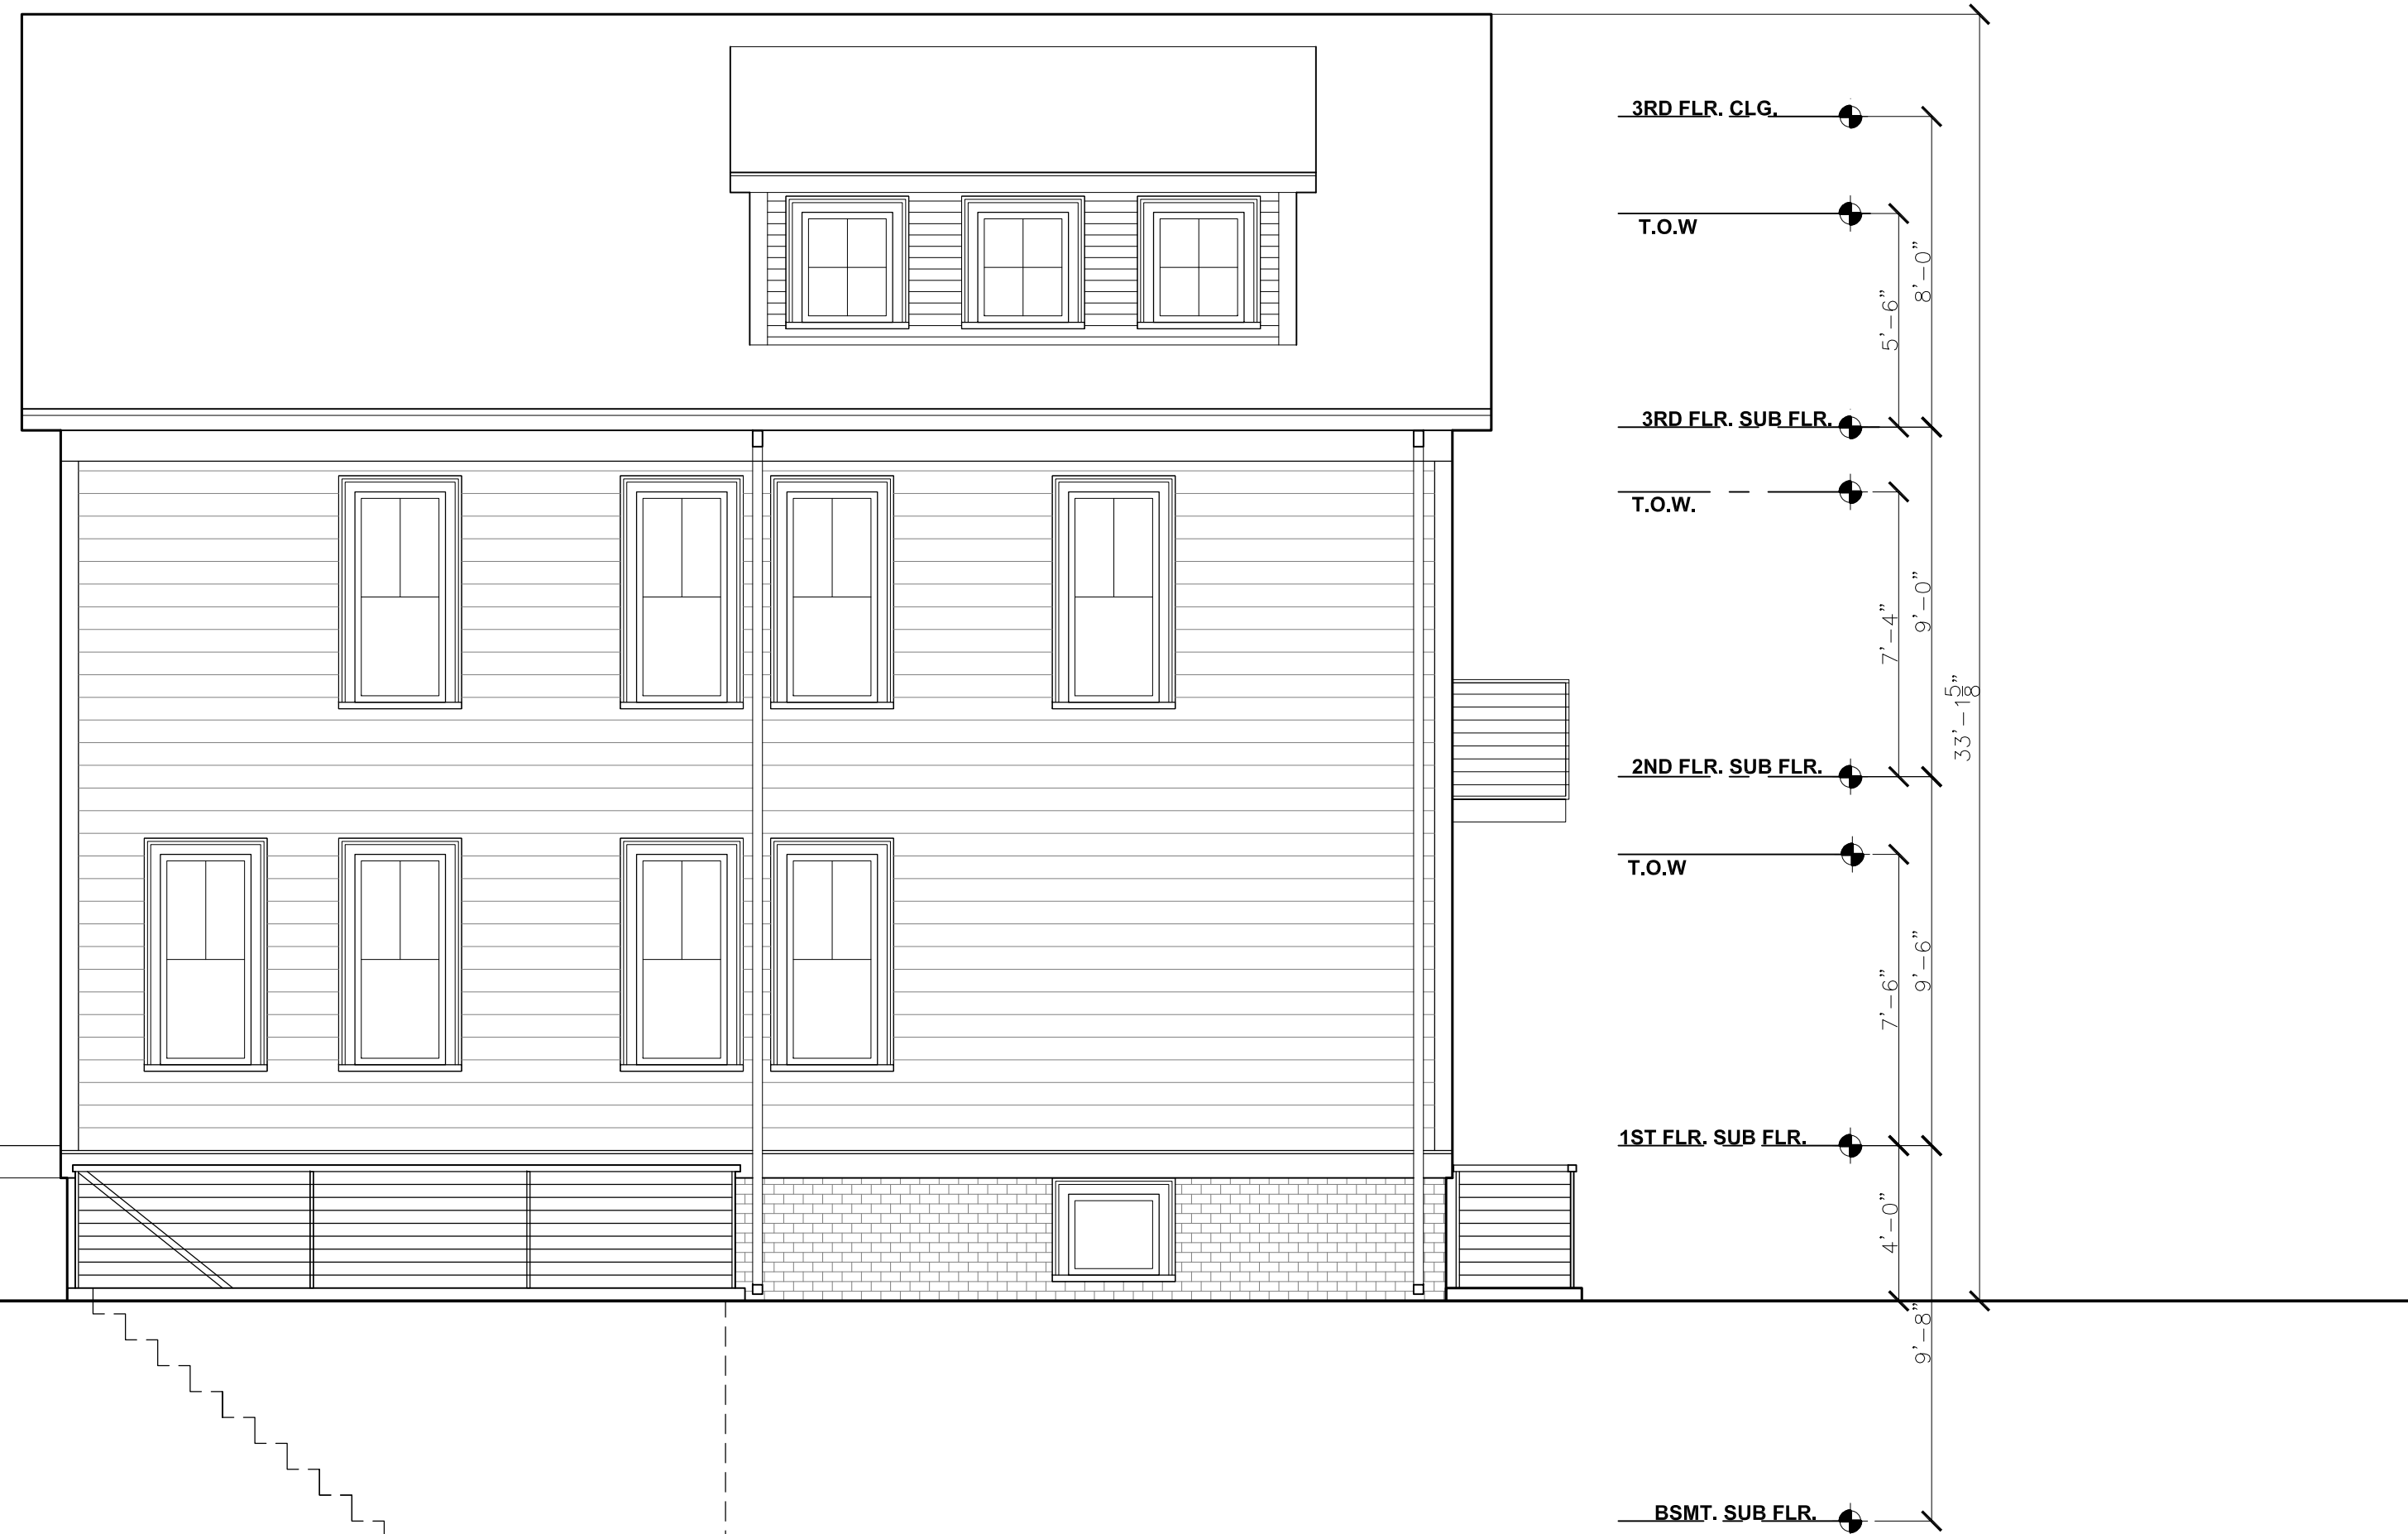 3RD FLR. CLG.
T.O.W
8'-0"
5'-6"
3RD FLR. SUB FLR.
T.O.W.
9'-0"
7'-4"
33'-1 5/8"
2ND FLR. SUB FLR.
T.O.W
9'-6"
7'-6"
1ST FLR. SUB FLR.
4'-0"
9'-8"
BSMT. SUB FLR.